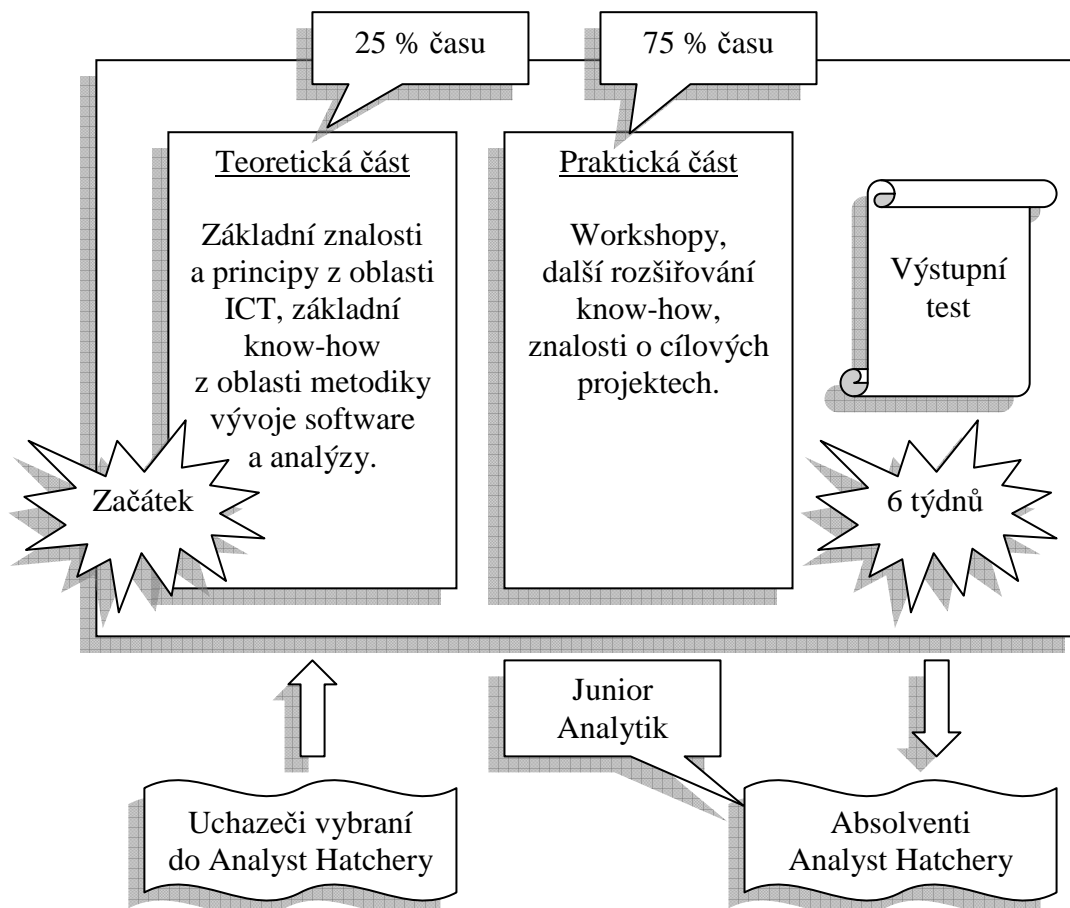 25 % času
75 % času
Teoretická část
Základní znalosti
a principy z oblasti
ICT, základní
know-how
z oblasti metodiky
vývoje software
a analýzy.
Praktická část
Workshopy,
další rozšiřování
know-how,
znalosti o cílových
projektech.
Výstupní
test
Začátek
6 týdnů
Junior
Analytik
Uchazeči vybraní
do Analyst Hatchery
Absolventi
Analyst Hatchery